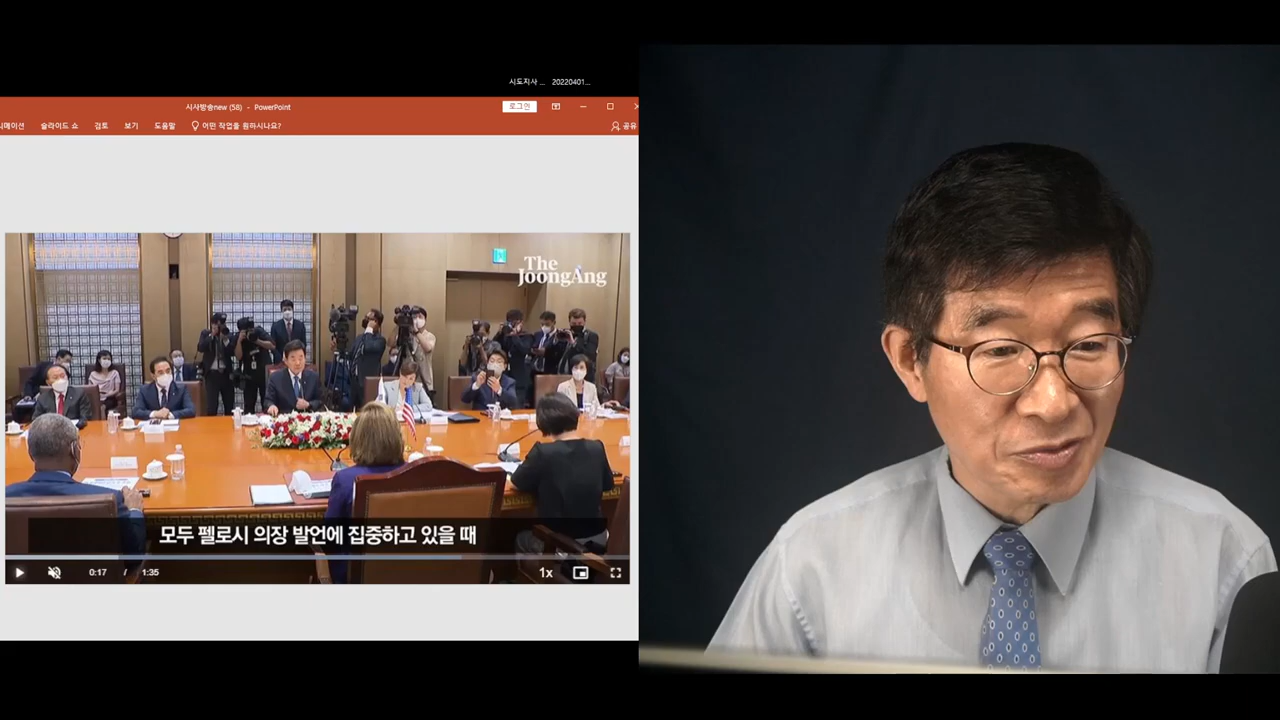 시도지사 ... 20220401...
시사방송new (58) - PowerPoint
로그인
니메이션 슬라이드 쇼 검토 보기 도움말 어떤 작업을 원하시나요?
공유
The
JoongAng
모두 펠로시 의장 발언에 집중하고 있을 때
0:17 / 1:35
1x